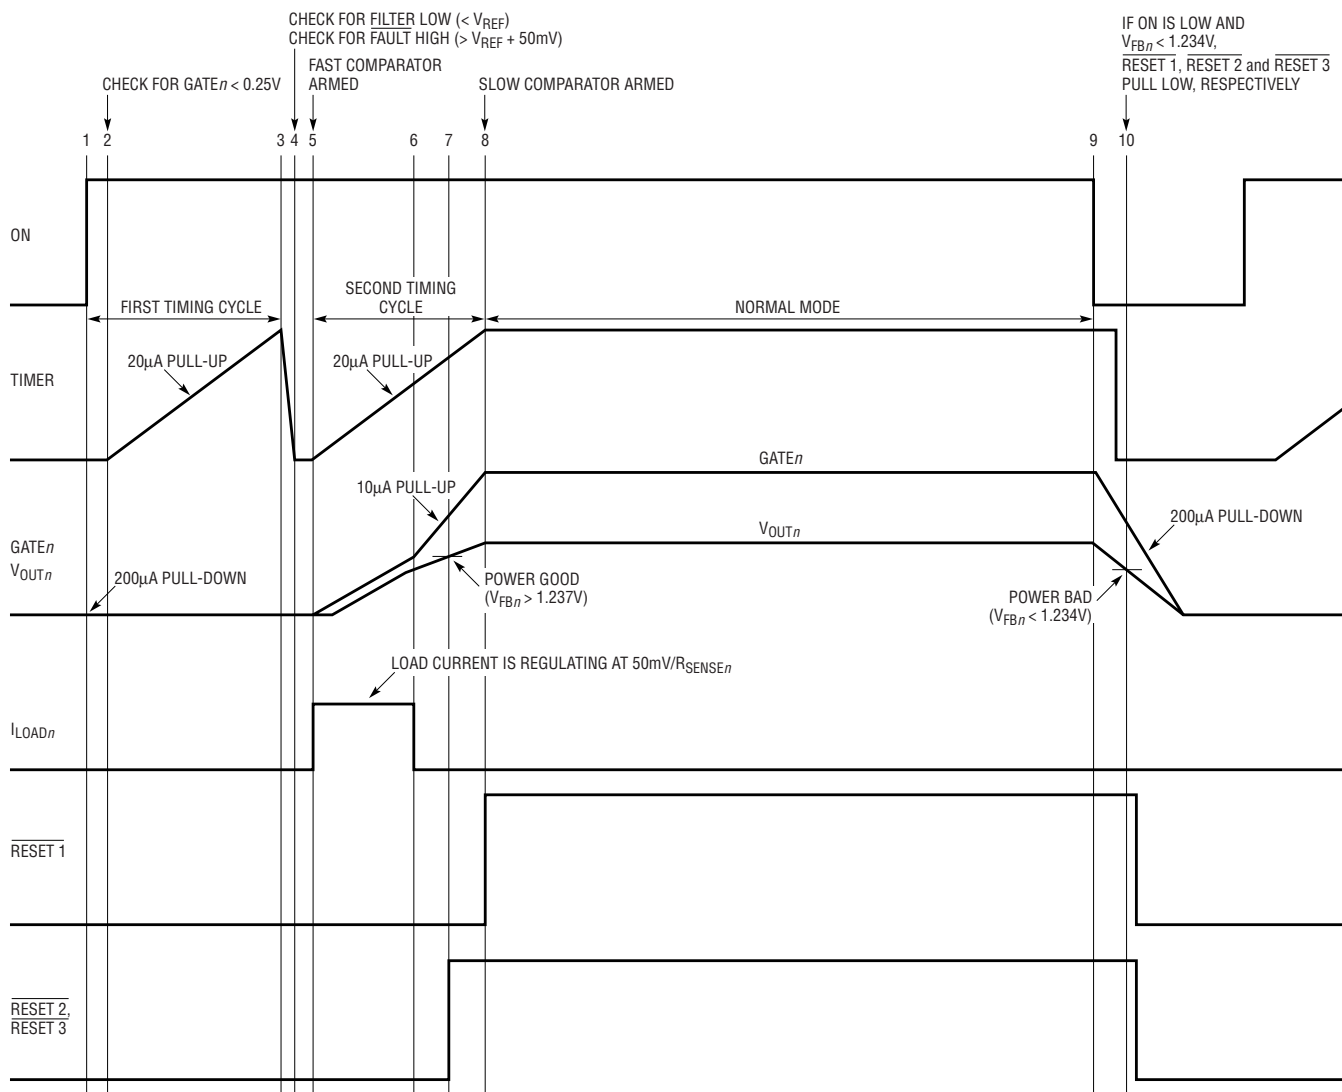 CHECK FOR FILTER LOW (< VREF)
CHECK FOR FAULT HIGH (> VREF + 50mV)
IF ON IS LOW AND
VFBn < 1.234V,
RESET 1, RESET 2 and RESET 3
PULL LOW, RESPECTIVELY
CHECK FOR GATEn < 0.25V
FAST COMPARATOR
ARMED
SLOW COMPARATOR ARMED
1 2 3 4 5 6 7 8 9 10
ON
FIRST TIMING CYCLE
SECOND TIMING
CYCLE
NORMAL MODE
TIMER
20µA PULL-UP
20µA PULL-UP
GATEn
VOUTn
200µA PULL-DOWN
10µA PULL-UP
GATEn
VOUTn
POWER GOOD
(VFBn > 1.237V)
200µA PULL-DOWN
POWER BAD
(VFBn < 1.234V)
LOAD CURRENT IS REGULATING AT 50mV/RSENSEn
ILOADn
RESET 1
RESET 2,
RESET 3